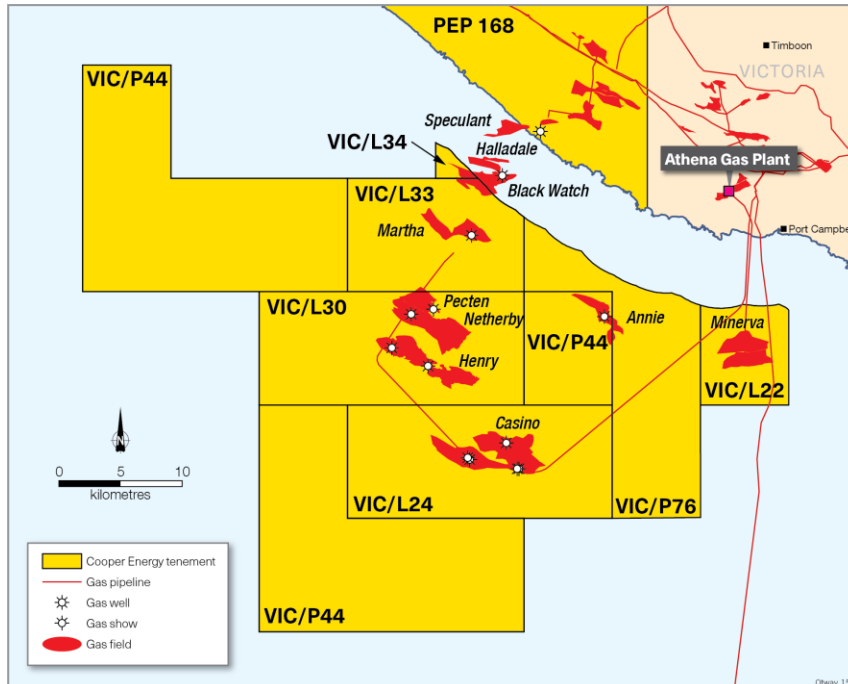 PEP 168
Timboon
VICTORIA
VIC/P44
Speculant
VIC/L34
Halladale
Athena Gas Plant
Black Watch
VIC/L33
Martha
Port Campbe
VIC/L30
Pecten
Netherby
Annie
Minerva
VIC/P44
Henry
VIC/L22
Casino
N
0 5 10
kilometres
VIC/L24
VIC/P76
Cooper Energy tenement
Gas pipeline
Gas well
Gas show
Gas field
VIC/P44